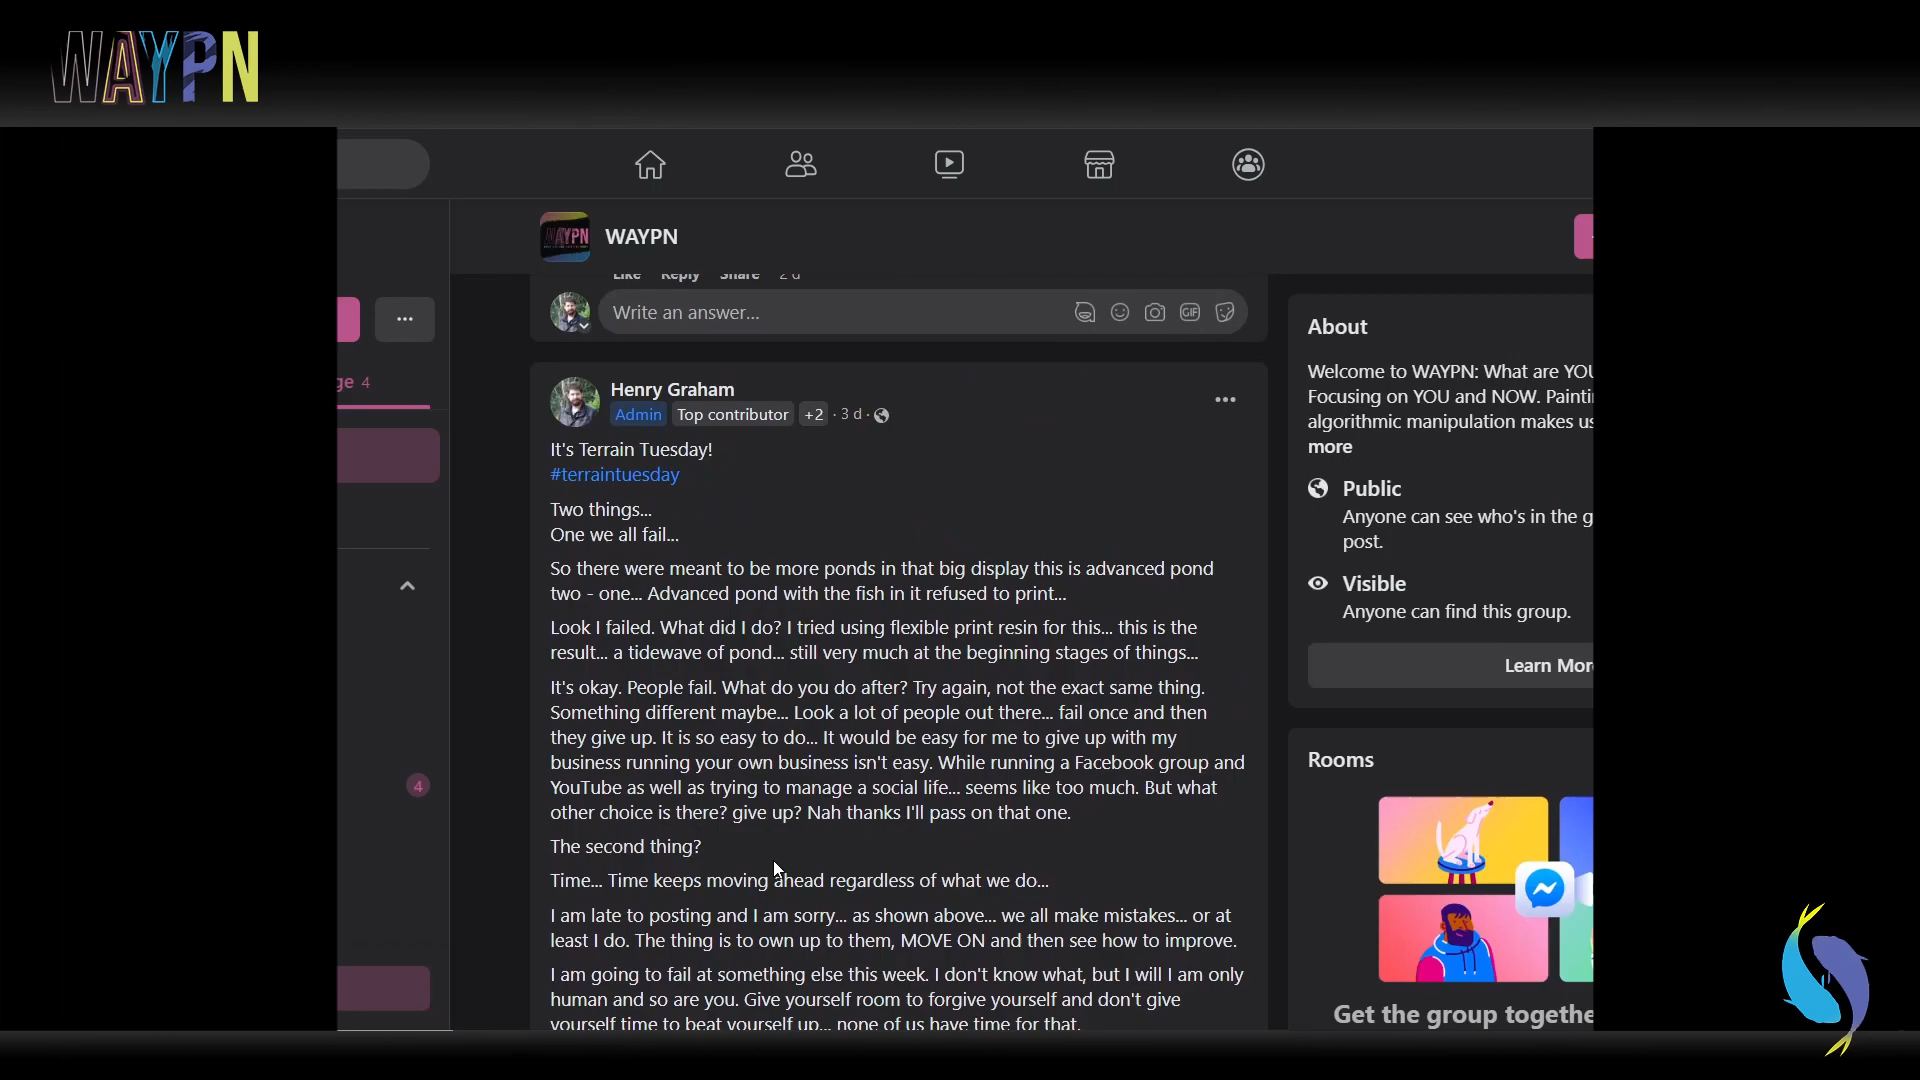 WAYPN
WAYPN
WAYPN
Like Reply Share 2 d
Write an answer...
GIF
Henry Graham
Admin Top contributor +2 · 3 d ·
It's Terrain Tuesday!
#terraintuesday
Two things...
One we all fail...
So there were meant to be more ponds in that big display this is advanced pond
two - one... Advanced pond with the fish in it refused to print...
Look I failed. What did I do? I tried using flexible print resin for this... this is the
result... a tidewave of pond... still very much at the beginning stages of things...
It's okay. People fail. What do you do after? Try again, not the exact same thing.
Something different maybe... Look a lot of people out there... fail once and then
they give up. It is so easy to do... It would be easy for me to give up with my
business running your own business isn't easy. While running a Facebook group and
YouTube as well as trying to manage a social life... seems like too much. But what
other choice is there? give up? Nah thanks I'll pass on that one.
The second thing?
Time... Time keeps moving ahead regardless of what we do...
I am late to posting and I am sorry... as shown above... we all make mistakes... or at
least I do. The thing is to own up to them, MOVE ON and then see how to improve.
I am going to fail at something else this week. I don't know what, but I will I am only
human and so are you. Give yourself room to forgive yourself and don't give
yourself time to beat yourself up... none of us have time for that.
ge 4
4
About
Welcome to WAYPN: What are YOU
Focusing on YOU and NOW. Painti
algorithmic manipulation makes us
more
Public
Anyone can see who's in the g
post.
Visible
Anyone can find this group.
Learn More
Rooms
Get the group togethe